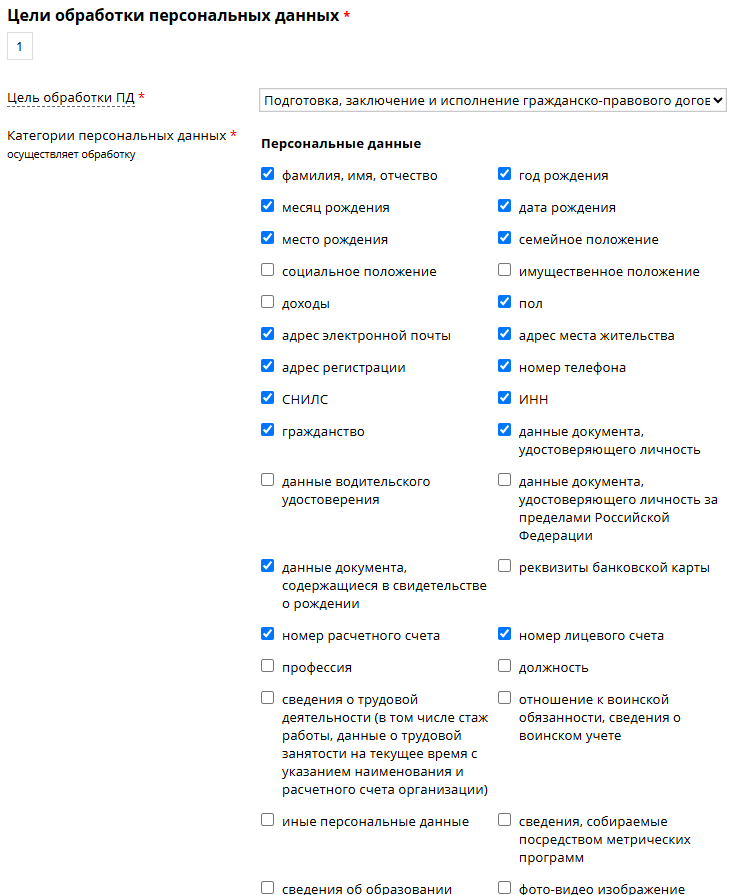 Цели обработки персональных данных *
1
Цель обработки ПД *
Подготовка, заключение и исполнение гражданско-правового догов
Категории персональных данных *
осуществляет обработку
Персональные данные
фамилия, имя, отчество
год рождения
месяц рождения
дата рождения
место рождения
семейное положение
социальное положение
имущественное положение
доходы
пол
адрес электронной почты
адрес места жительства
адрес регистрации
номер телефона
СНИЛС
ИНН
гражданство
данные документа,
удостоверяющего личность
данные водительского
удостоверения
данные документа,
удостоверяющего личность за
пределами Российской
Федерации
данные документа,
содержащиеся в свидетельстве
о рождении
реквизиты банковской карты
номер расчетного счета
номер лицевого счета
профессия
должность
сведения о трудовой
деятельности (в том числе стаж
работы, данные о трудовой
занятости на текущее время с
указанием наименования и
расчетного счета организации)
отношение к воинской
обязанности, сведения о
воинском учете
иные персональные данные
сведения, собираемые
посредством метрических
программ
сведения об образовании
фото-видео изображение